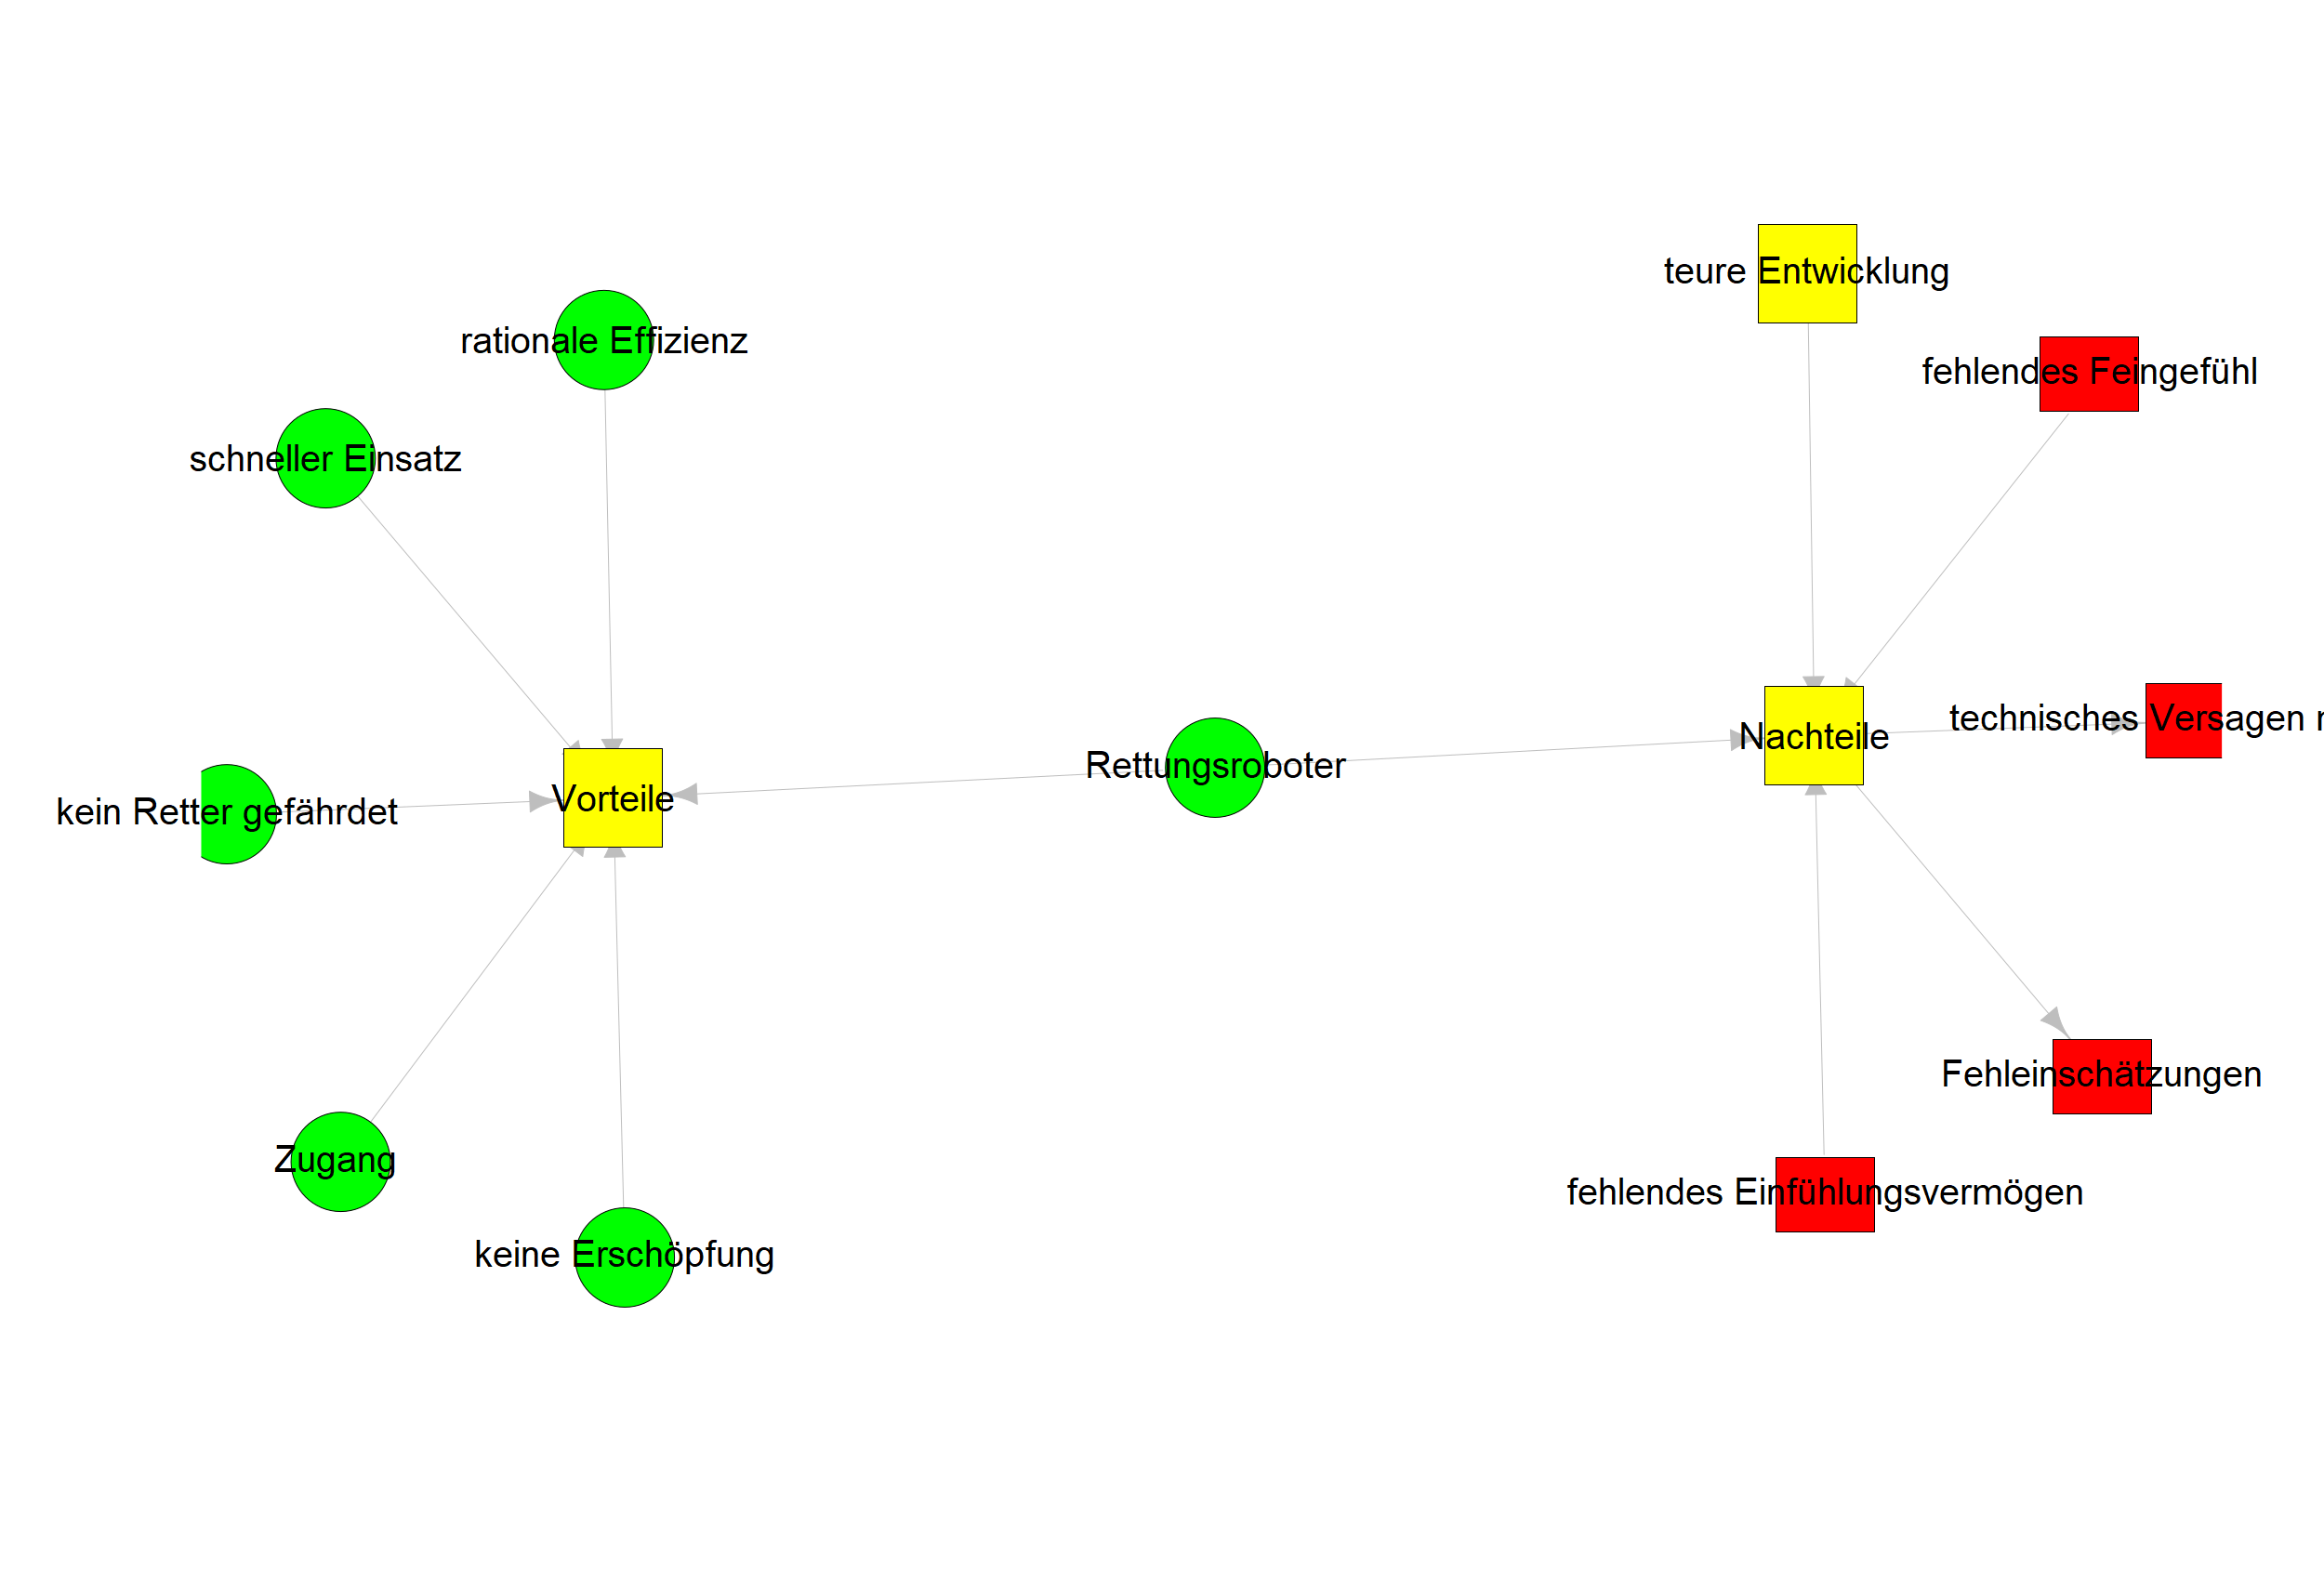 teure Entwicklung
rationale Effizienz
fehlendes Feingefühl
schneller Einsatz
technisches Versagen
Nachteile
Rettungsroboter
Vorteile
kein Retter gefährdet
Fehleinschätzungen
Zugang
fehlendes Einfühlungsvermögen
keine Erschöpfung